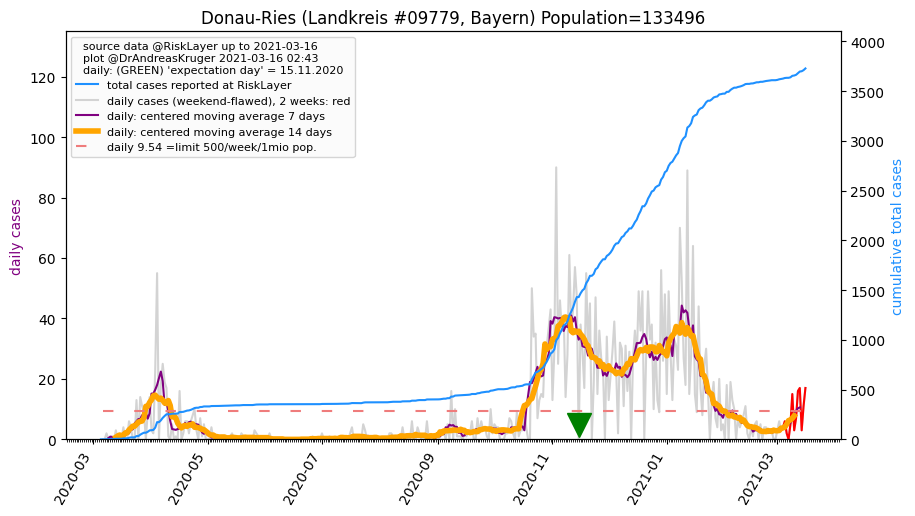 Donau-Ries (Landkreis #09779, Bayern) Population=133496
source data @RiskLayer up to 2021-03-16
plot @DrAndreasKruger 2021-03-16 02:43
daily: (GREEN) 'expectation day' = 15.11.2020
total cases reported at RiskLayer
daily cases (weekend-flawed), 2 weeks: red
daily: centered moving average 7 days
daily: centered moving average 14 days
daily 9.54 =limit 500/week/1mio pop.
daily cases
120
100
80
60
40
20
0
cumulative total cases
4000
3500
3000
2500
2000
1500
1000
500
0
2020-03
2020-05
2020-07
2020-09
2020-11
2021-01
2021-03